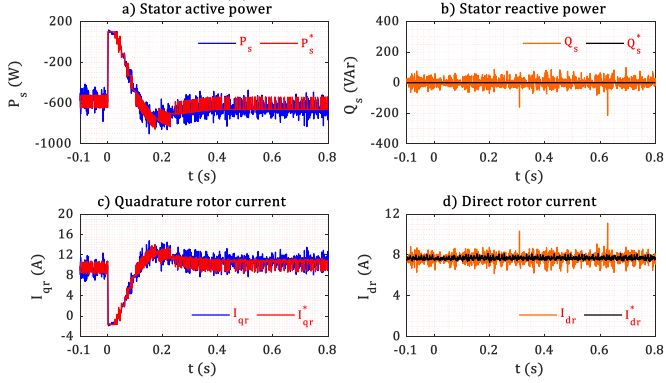 a) Stator active power
200
-200
-600
-1000
P_s (W)
P_s
P_s^*
-0.1 0 0.2 0.4 0.6 0.8
t (s)
b) Stator reactive power
400
200
0
-200
-400
Q_s (VAr)
Q_s
Q_s^*
-0.1 0 0.2 0.4 0.6 0.8
t (s)
c) Quadrature rotor current
20
16
12
8
4
0
-4
I_qr (A)
I_qr
I_qr^*
-0.1 0 0.2 0.4 0.6 0.8
t (s)
d) Direct rotor current
12
8
4
0
I_dr (A)
I_dr
I_dr^*
-0.1 0 0.2 0.4 0.6 0.8
t (s)